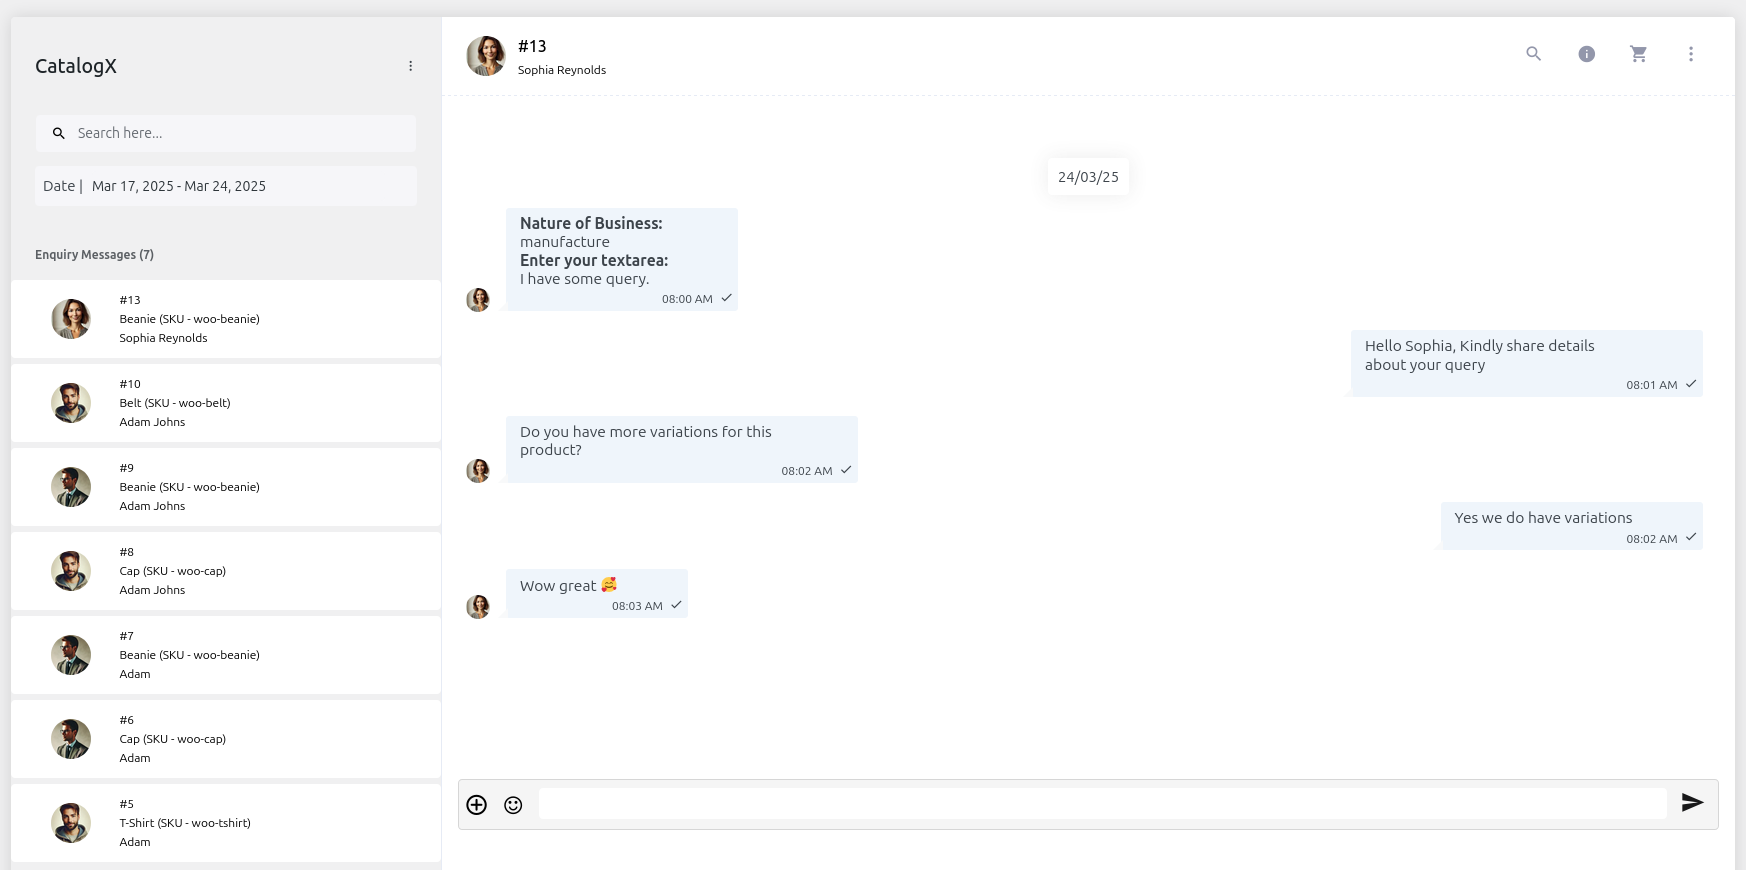 CatalogX
Search here...
Date | Mar 17, 2025 - Mar 24, 2025
Enquiry Messages (7)
#13
Beanie (SKU - woo-beanie)
Sophia Reynolds
#10
Belt (SKU - woo-belt)
Adam Johns
#9
Beanie (SKU - woo-beanie)
Adam Johns
#8
Cap (SKU - woo-cap)
Adam Johns
#7
Beanie (SKU - woo-beanie)
Adam
#6
Cap (SKU - woo-cap)
Adam
#5
T-Shirt (SKU - woo-tshirt)
Adam
#13
Sophia Reynolds
24/03/25
Nature of Business:
manufacture
Enter your textarea:
I have some query.
08:00 AM
Hello Sophia, Kindly share details
about your query
08:01 AM
Do you have more variations for this
product?
08:02 AM
Yes we do have variations
08:02 AM
Wow great 🥰
08:03 AM